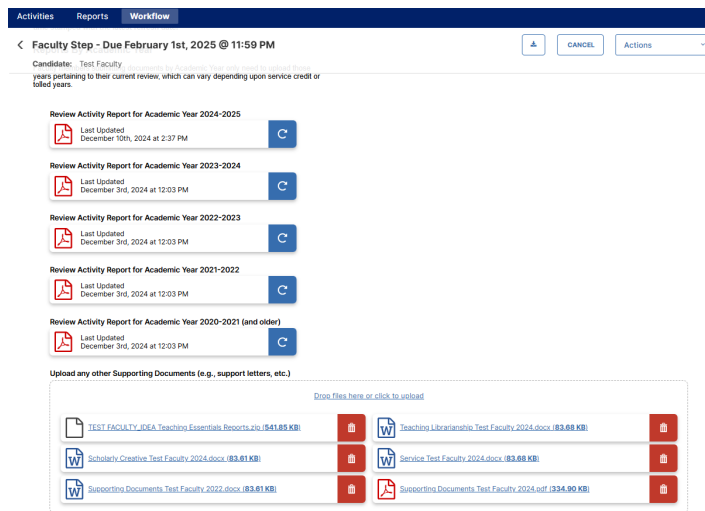 Activities Reports Workflow
Faculty Step - Due February 1st, 2025 @ 11:59 PM
CANCEL
Actions
Candidate: Test Faculty
documents by Academic Year only need to upload those
years pertaining to their current review, which can vary depending upon service credit or
tolled years.
Review Activity Report for Academic Year 2024-2025
Last Updated
December 10th, 2024 at 2:37 PM
Review Activity Report for Academic Year 2023-2024
Last Updated
December 3rd, 2024 at 12:03 PM
Review Activity Report for Academic Year 2022-2023
Last Updated
December 3rd, 2024 at 12:03 PM
Review Activity Report for Academic Year 2021-2022
Last Updated
December 3rd, 2024 at 12:03 PM
Review Activity Report for Academic Year 2020-2021 (and older)
Last Updated
December 3rd, 2024 at 12:03 PM
Upload any other Supporting Documents (e.g., support letters, etc.)
Drop files here or click to upload
TEST FACULTY_IDEA Teaching Essentials Reports.zip (541.85 KB)
Teaching Librarianship Test Faculty 2024.docx (83.68 KB)
Scholarly Creative Test Faculty 2024.docx (83.61 KB)
Service Test Faculty 2024.docx (83.68 KB)
Supporting Documents Test Faculty 2022.docx (83.61 KB)
Supporting Documents Test Faculty 2024.pdf (334.90 KB)